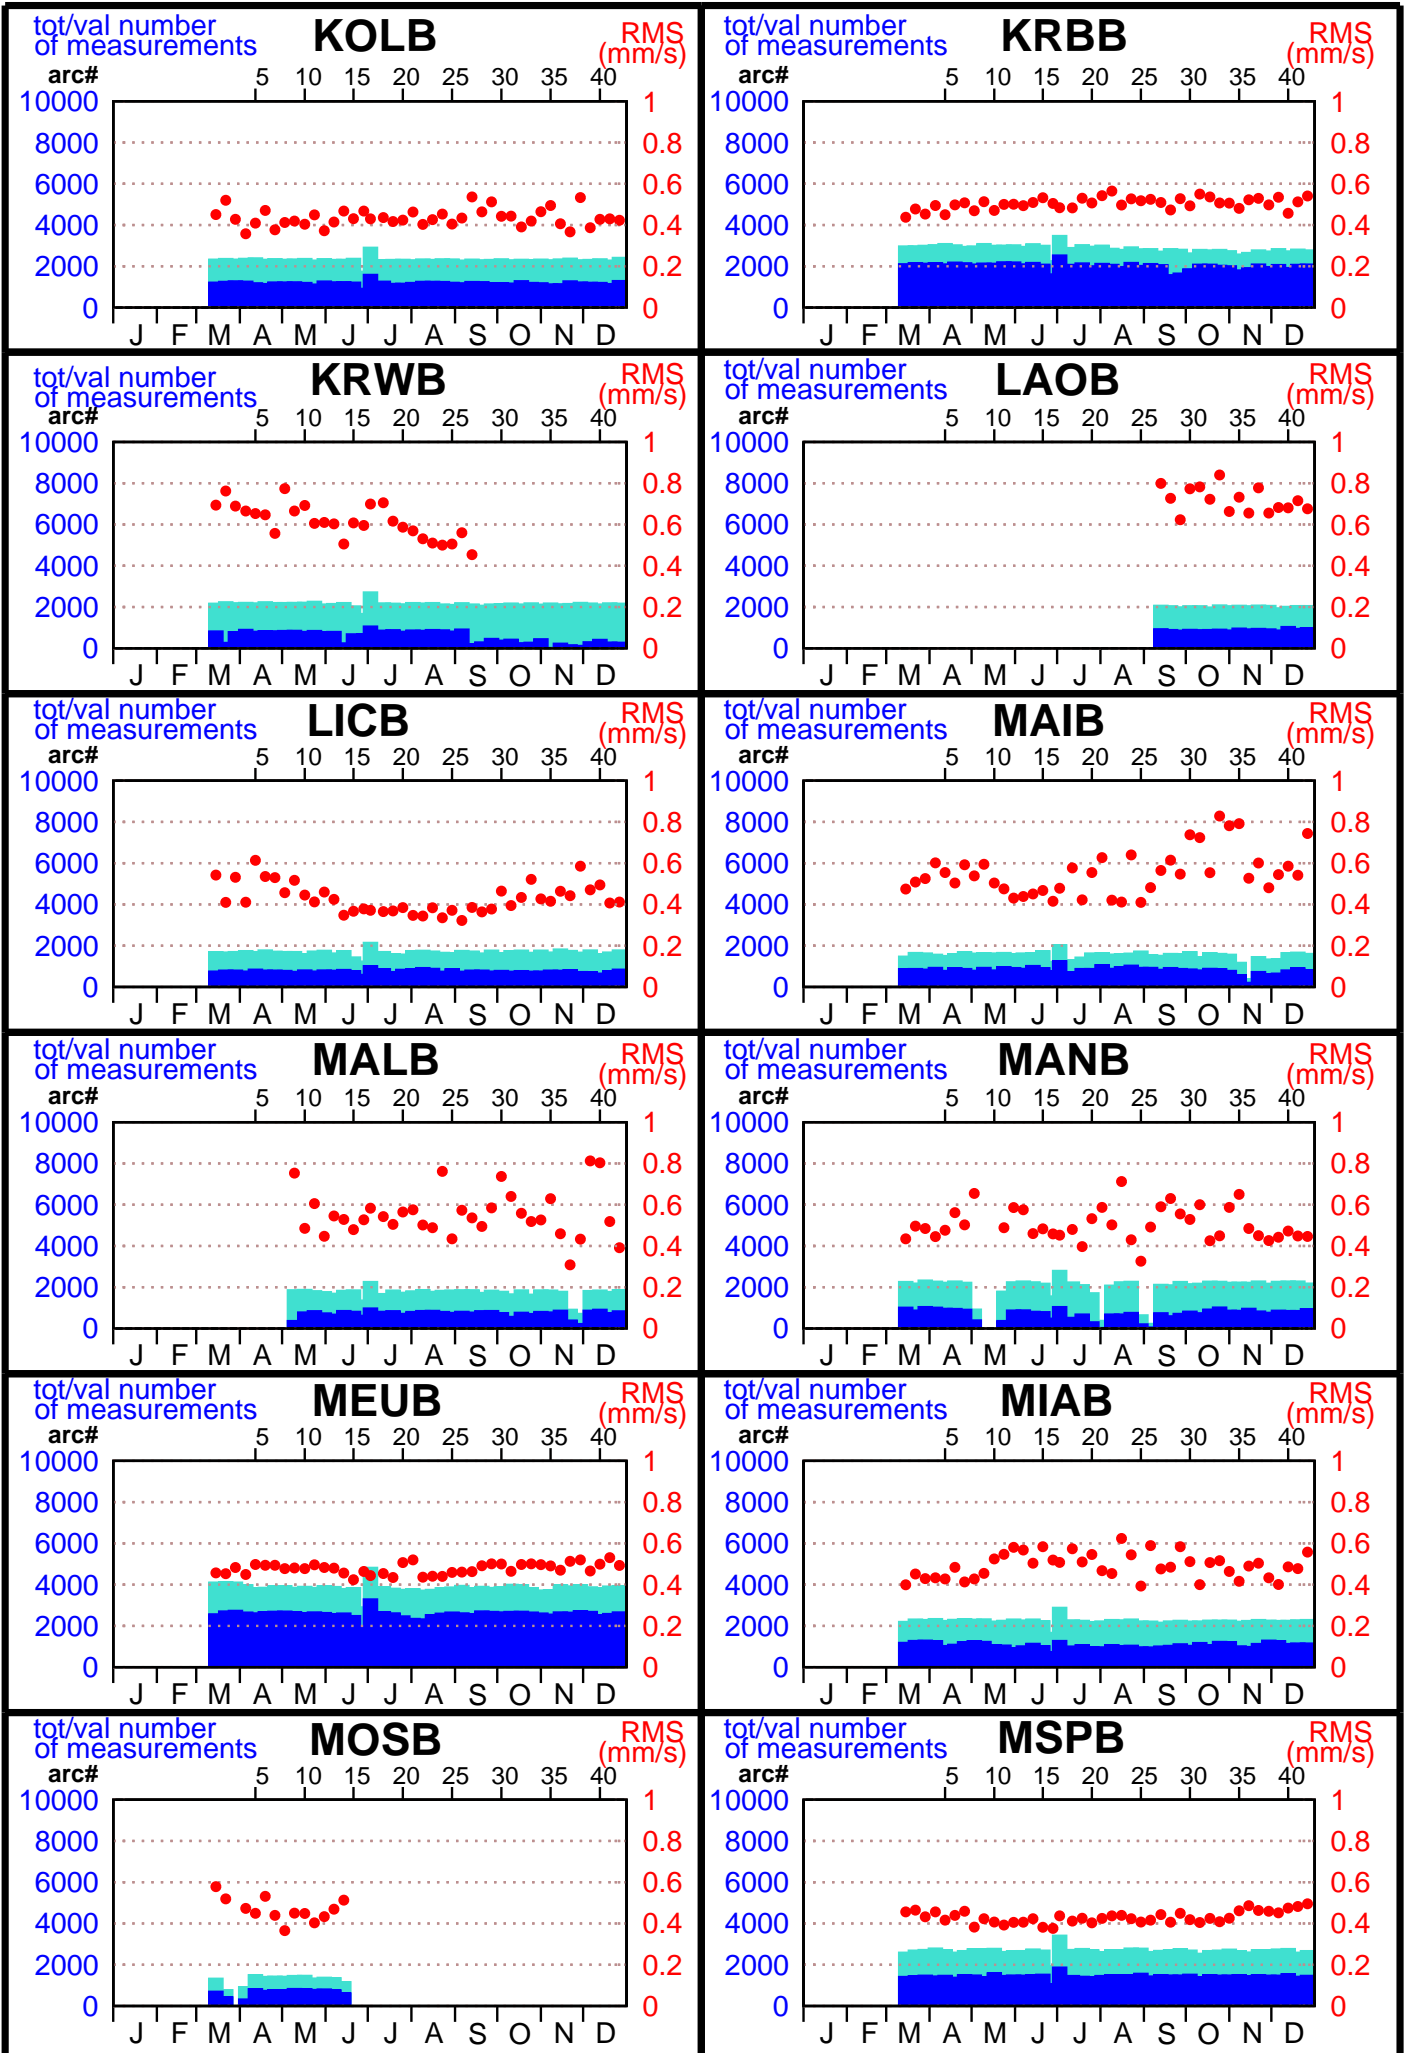 tot/val number
of measurements
KOLB
RMS
(mm/s)
arc# 5 10 15 20 25 30 35 40
10000 1
8000 0.8
6000 0.6
4000 0.4
2000 0.2
0 0
J F M A M J J A S O N D
tot/val number
of measurements
KRBB
RMS
(mm/s)
arc# 5 10 15 20 25 30 35 40
10000 1
8000 0.8
6000 0.6
4000 0.4
2000 0.2
0 0
J F M A M J J A S O N D
tot/val number
of measurements
KRWB
RMS
(mm/s)
arc# 5 10 15 20 25 30 35 40
10000 1
8000 0.8
6000 0.6
4000 0.4
2000 0.2
0 0
J F M A M J J A S O N D
tot/val number
of measurements
LAOB
RMS
(mm/s)
arc# 5 10 15 20 25 30 35 40
10000 1
8000 0.8
6000 0.6
4000 0.4
2000 0.2
0 0
J F M A M J J A S O N D
tot/val number
of measurements
LICB
RMS
(mm/s)
arc# 5 10 15 20 25 30 35 40
10000 1
8000 0.8
6000 0.6
4000 0.4
2000 0.2
0 0
J F M A M J J A S O N D
tot/val number
of measurements
MAIB
RMS
(mm/s)
arc# 5 10 15 20 25 30 35 40
10000 1
8000 0.8
6000 0.6
4000 0.4
2000 0.2
0 0
J F M A M J J A S O N D
tot/val number
of measurements
MALB
RMS
(mm/s)
arc# 5 10 15 20 25 30 35 40
10000 1
8000 0.8
6000 0.6
4000 0.4
2000 0.2
0 0
J F M A M J J A S O N D
tot/val number
of measurements
MANB
RMS
(mm/s)
arc# 5 10 15 20 25 30 35 40
10000 1
8000 0.8
6000 0.6
4000 0.4
2000 0.2
0 0
J F M A M J J A S O N D
tot/val number
of measurements
MEUB
RMS
(mm/s)
arc# 5 10 15 20 25 30 35 40
10000 1
8000 0.8
6000 0.6
4000 0.4
2000 0.2
0 0
J F M A M J J A S O N D
tot/val number
of measurements
MIAB
RMS
(mm/s)
arc# 5 10 15 20 25 30 35 40
10000 1
8000 0.8
6000 0.6
4000 0.4
2000 0.2
0 0
J F M A M J J A S O N D
tot/val number
of measurements
MOSB
RMS
(mm/s)
arc# 5 10 15 20 25 30 35 40
10000 1
8000 0.8
6000 0.6
4000 0.4
2000 0.2
0 0
J F M A M J J A S O N D
tot/val number
of measurements
MSPB
RMS
(mm/s)
arc# 5 10 15 20 25 30 35 40
10000 1
8000 0.8
6000 0.6
4000 0.4
2000 0.2
0 0
J F M A M J J A S O N D